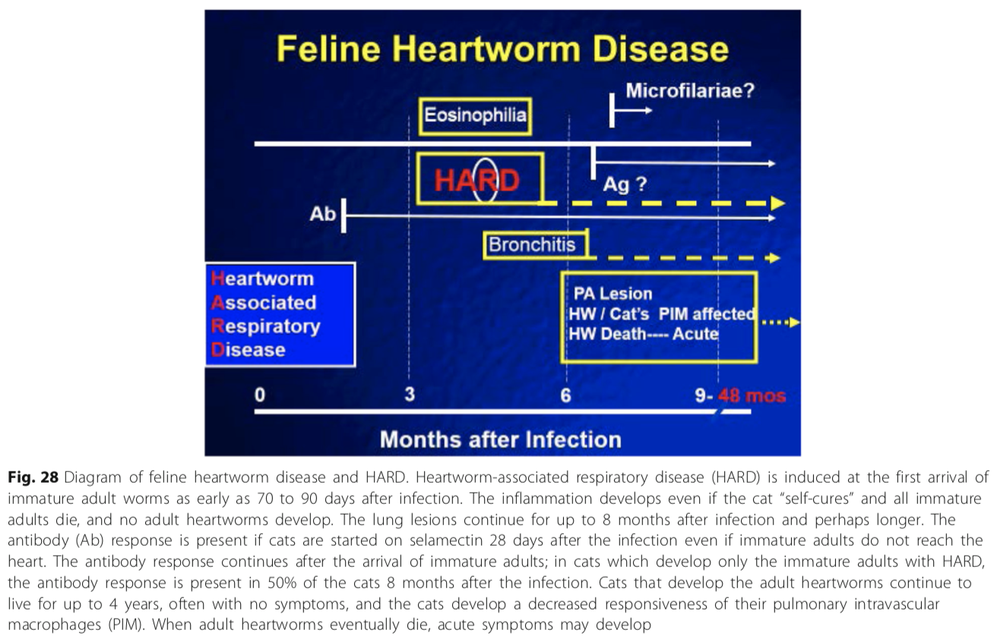 Feline Heartworm Disease
Microfilariae?
Eosinophilia
HARD
Ag ?
Ab
Bronchitis
Heartworm
Associated
Respiratory
Disease
PA Lesion
HW / Cat's PIM affected
HW Death---- Acute
0 3 6 9- 48 mos
Months after Infection
Fig. 28 Diagram of feline heartworm disease and HARD. Heartworm-associated respiratory disease (HARD) is induced at the first arrival of
immature adult worms as early as 70 to 90 days after infection. The inflammation develops even if the cat “self-cures” and all immature
adults die, and no adult heartworms develop. The lung lesions continue for up to 8 months after infection and perhaps longer. The
antibody (Ab) response is present if cats are started on selamectin 28 days after the infection even if immature adults do not reach the
heart. The antibody response continues after the arrival of immature adults; in cats which develop only the immature adults with HARD,
the antibody response is present in 50% of the cats 8 months after the infection. Cats that develop the adult heartworms continue to
live for up to 4 years, often with no symptoms, and the cats develop a decreased responsiveness of their pulmonary intravascular
macrophages (PIM). When adult heartworms eventually die, acute symptoms may develop